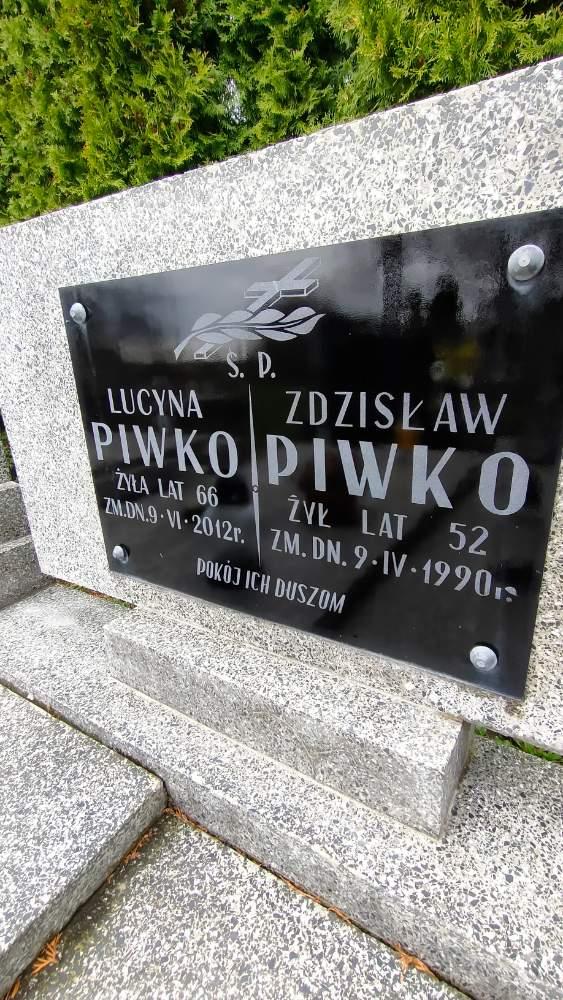 Ś. P.
LUCYNA
PIWKO
ŻYŁA LAT 66
ZM.DN.9·VI·2012r.
ZDZISŁAW
PIWKO
ŻYŁ LAT 52
ZM.DN.9·IV·1990r.
POKÓJ ICH DUSZOM